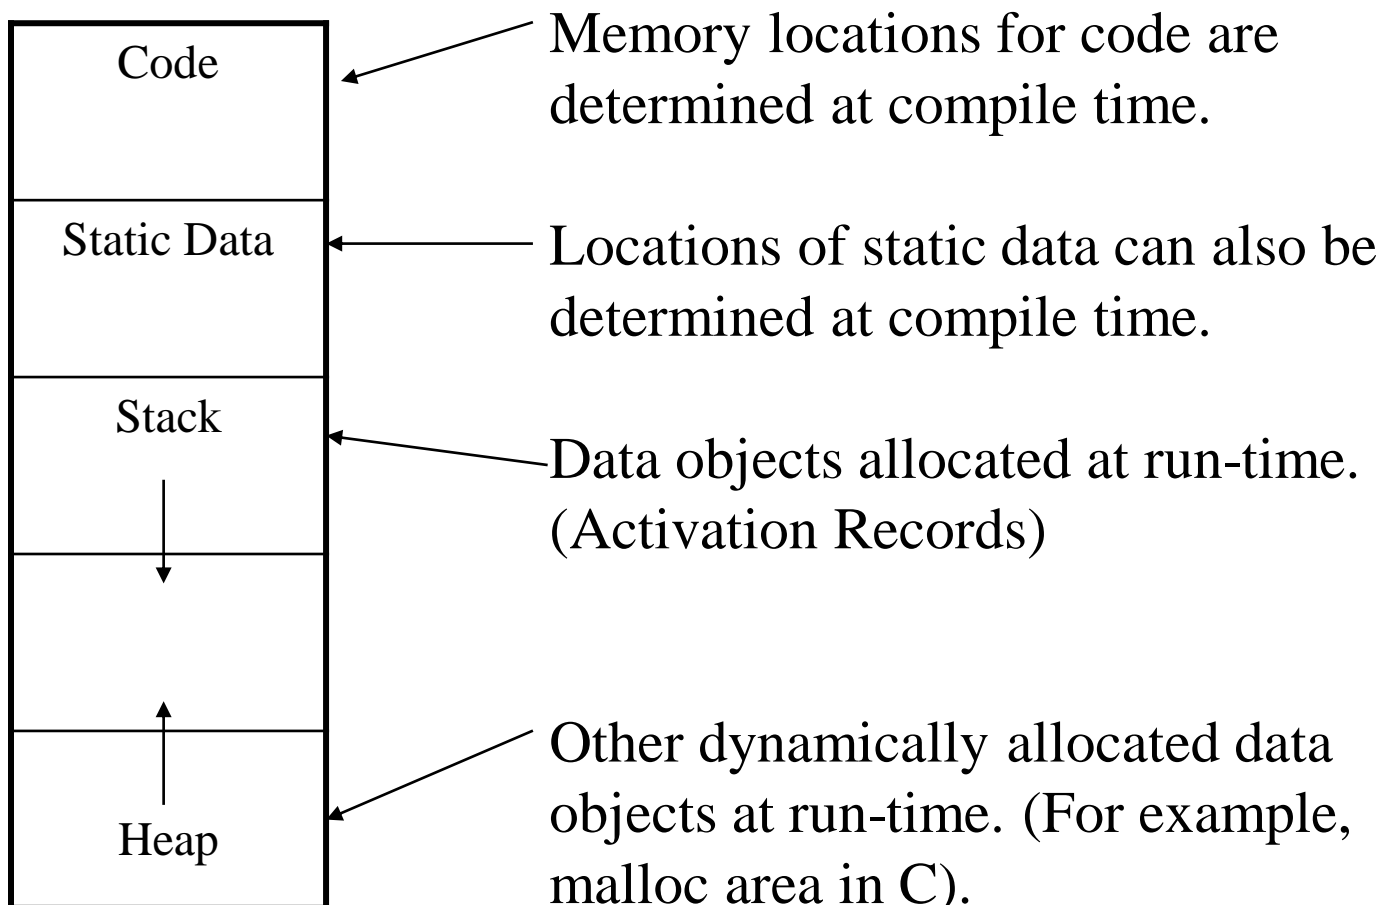 Code
Memory locations for code are
determined at compile time.
Static Data
Locations of static data can also be
determined at compile time.
Stack
Data objects allocated at run-time.
(Activation Records)
Other dynamically allocated data
objects at run-time. (For example,
malloc area in C).
Heap